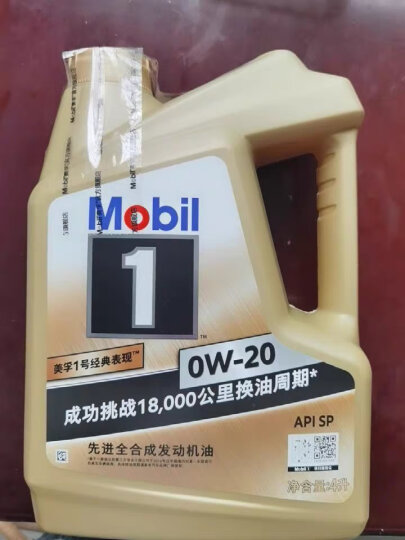 Mobil
1
美孚1号经典表现™
0W-20
成功挑战18,000公里换油周期*
API SP
先进全合成发动机油
Mobil 1
净含量:4升